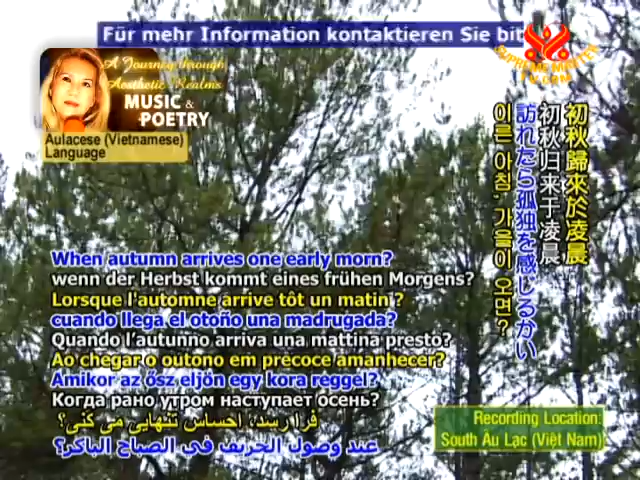 Für mehr Information kontaktieren Sie bit
SUPREME MASTER
TV.COM
A Journey through
Aesthetic Realms
MUSIC &
POETRY
Aulacese (Vietnamese)
Language
初秋歸來於凌晨
初秋归来于凌晨
訪れたら孤独を感じるかい
이른 아침, 가을이 오면?
When autumn arrives one early morn?
wenn der Herbst kommt eines frühen Morgens?
Lorsque l'automne arrive tôt un matin ?
cuando llega el otoño una madrugada?
Quando l'autunno arriva una mattina presto?
Ao chegar o outono em precoce amanhecer?
Amikor az ősz eljön egy kora reggel?
Когда рано утром наступает осень?
فرا رسد، احساس تنهایی می کنی؟
عند وصول الخريف في الصباح الباكر؟
Recording Location:
South Âu Lạc (Việt Nam)